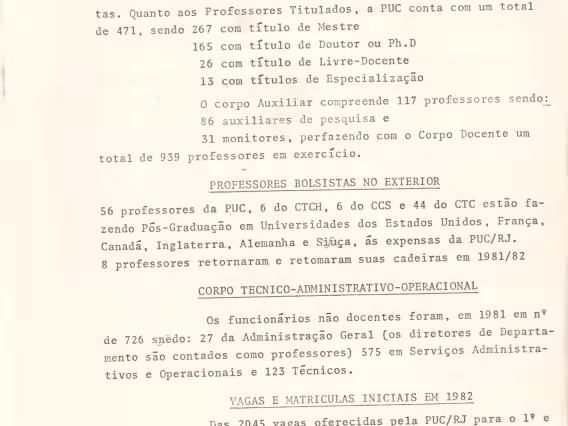 tas. Quanto aos Professores Titulados, a PUC conta com um total
de 471, sendo 267 com título de Mestre
165 com título de Doutor ou Ph.D
26 com título de Livre-Docente
13 com títulos de Especialização
O corpo Auxiliar compreende 117 professores sendo:
86 auxiliares de pesquisa e
31 monitores, perfazendo com o Corpo Docente um
total de 939 professores em exercício.
PROFESSORES BOLSISTAS NO EXTERIOR
56 professores da PUC, 6 do CTCH, 6 do CCS e 44 do CTC estão fa-
zendo Pós-Graduação em Universidades dos Estados Unidos, França,
Canadá, Inglaterra, Alemanha e Suiça, ás expensas da PUC/RJ.
8 professores retornaram e retomaram suas cadeiras em 1981/82
CORPO TECNICO-ADMINISTRATIVO-OPERACIONAL
Os funcionários não docentes foram, em 1981 em nº
de 726 snedo: 27 da Administração Geral (os diretores de Departa-
mento são contados como professores) 575 em Serviços Administra-
tivos e Operacionais e 123 Técnicos.
VAGAS E MATRICULAS INICIAIS EM 1982
Das 2045 vagas oferecidas pela PUC/RJ para o 1º e